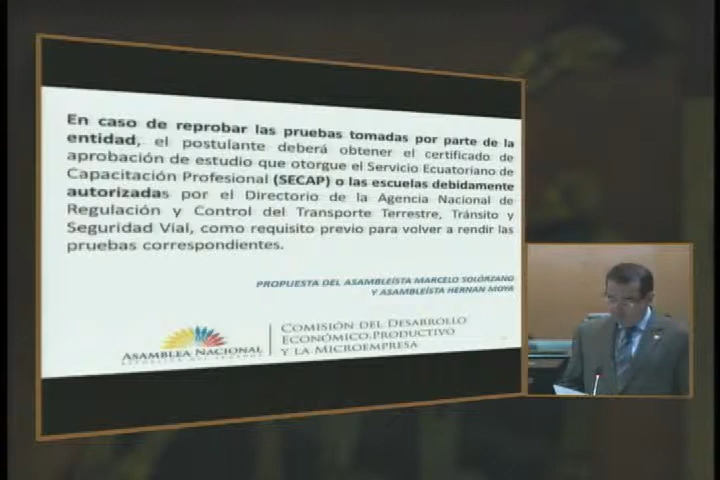 En caso de reprobar las pruebas tomadas por parte de la
entidad, el postulante deberá obtener el certificado de
aprobación de estudio que otorgue el Servicio Ecuatoriano de
Capacitación Profesional (SECAP) o las escuelas debidamente
autorizadas por el Directorio de la Agencia Nacional de
Regulación y Control del Transporte Terrestre, Tránsito y
Seguridad Vial, como requisito previo para volver a rendir las
pruebas correspondientes.
PROPUESTA DEL ASAMBLEÍSTA MARCELO SOLÓRZANO
Y ASAMBLEÍSTA HERNAN MOYA
ASAMBLEA NACIONAL
REPÚBLICA DEL ECUADOR
COMISIÓN DEL DESARROLLO
ECONÓMICO, PRODUCTIVO
Y LA MICROEMPRESA